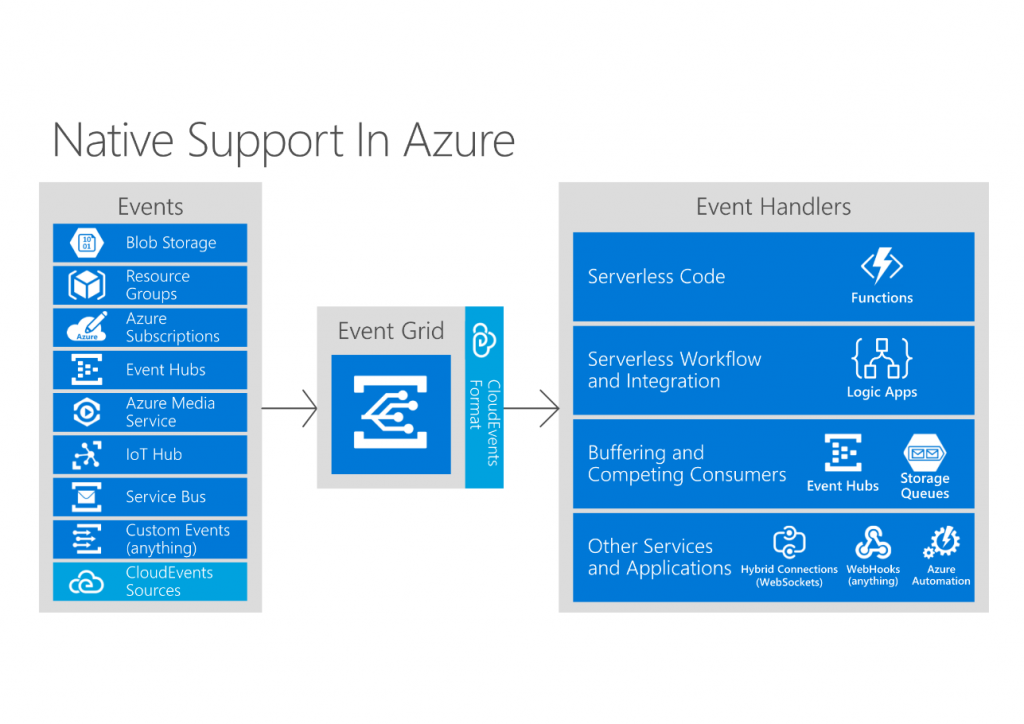 Native Support In Azure
Events
Blob Storage
Resource
Groups
Azure
Azure
Subscriptions
Event Hubs
Azure Media
Service
IoT Hub
Service Bus
Custom Events
(anything)
CloudEvents
Sources
Event Grid
CloudEvents
Format
Event Handlers
Serverless Code
Functions
Serverless Workflow
and Integration
Logic Apps
Buffering and
Competing Consumers
Event Hubs
Storage
Queues
Other Services
and Applications
Hybrid Connections
(WebSockets)
WebHooks
(anything)
Azure
Automation
10
01